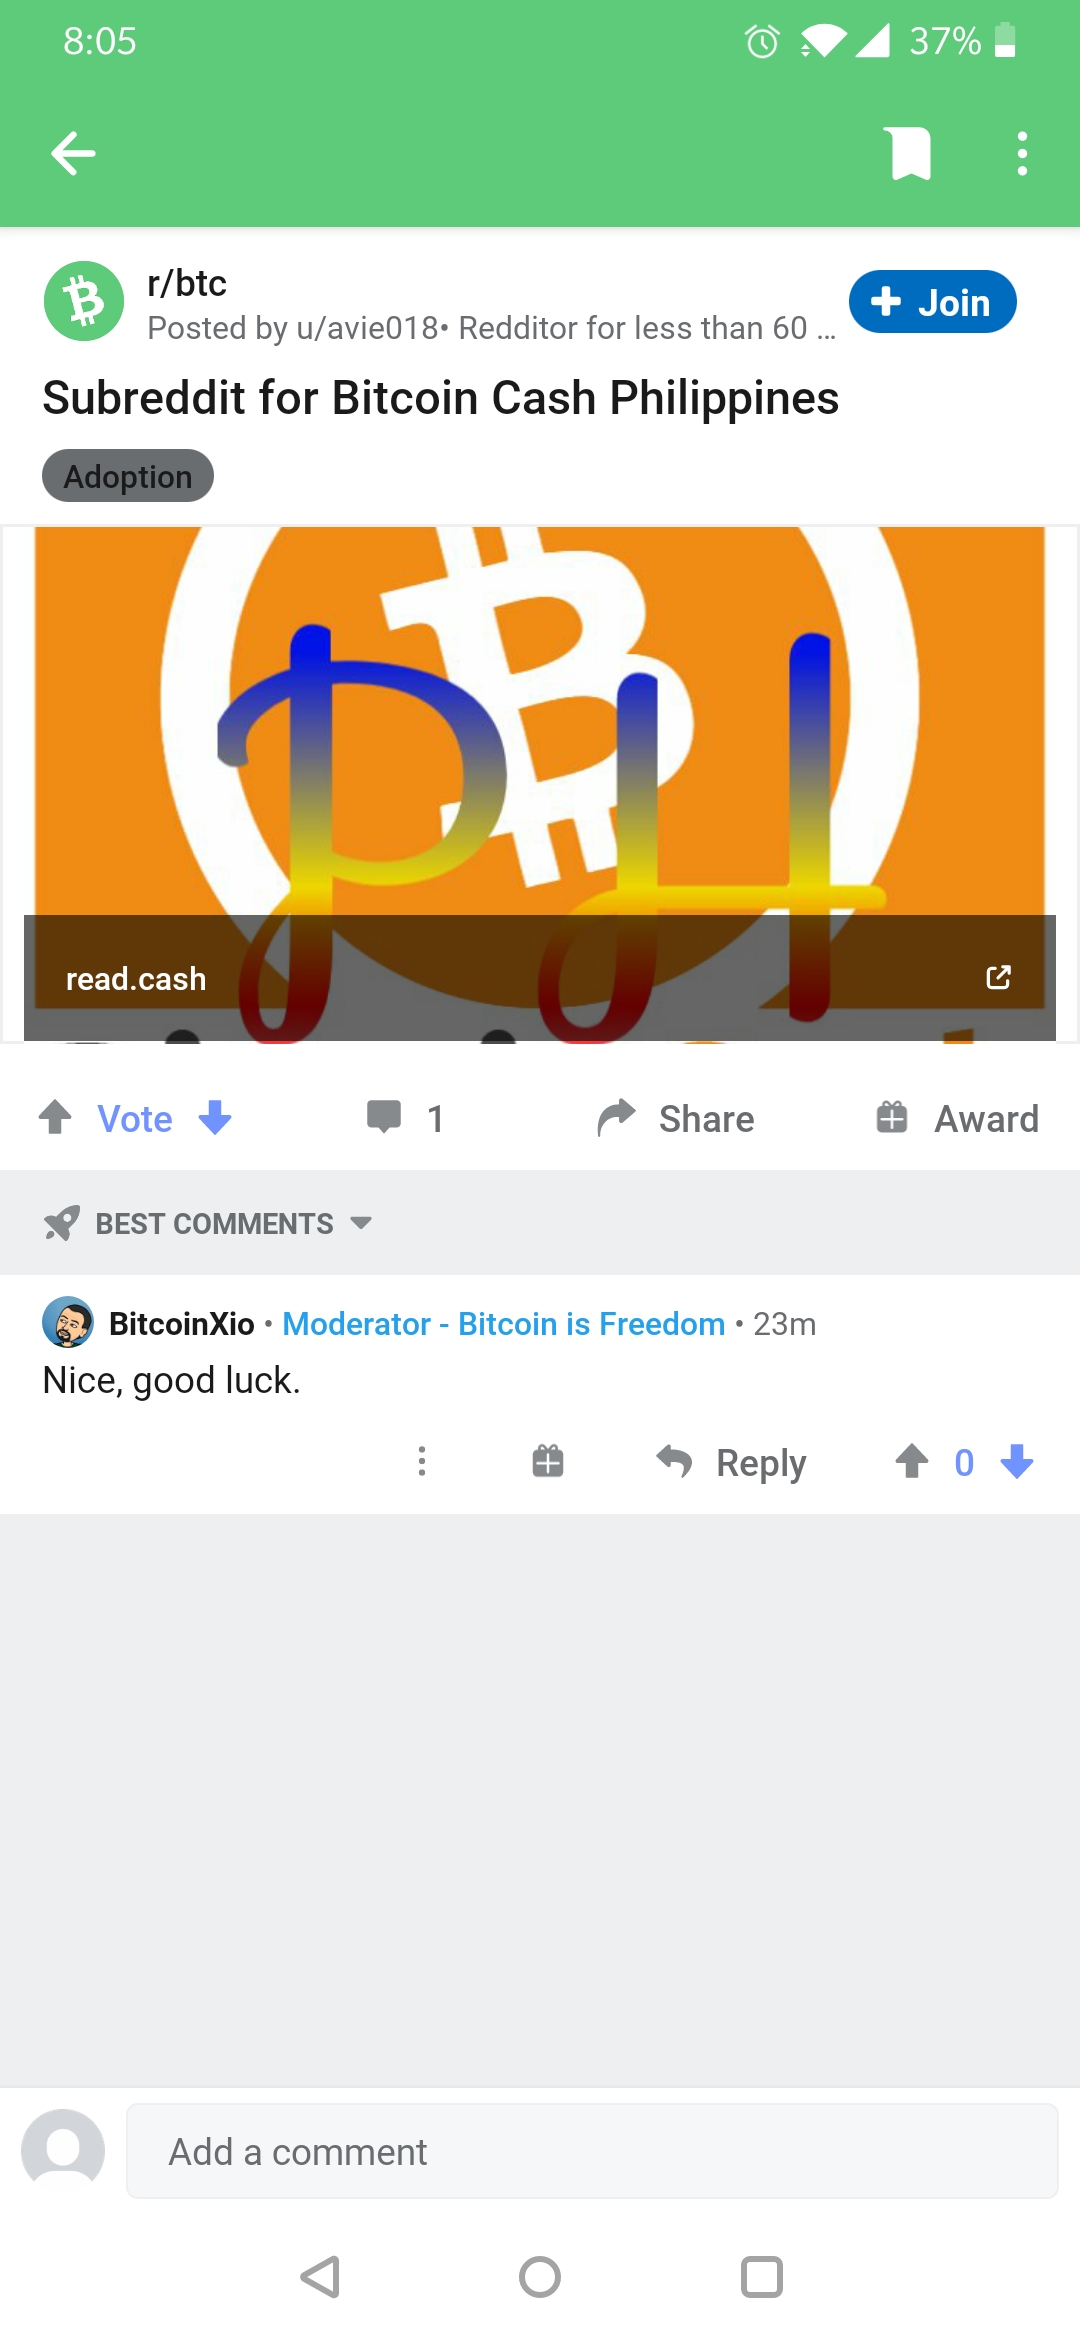 8:05
37%
r/btc
Posted by u/avie018• Redditor for less than 60 ...
Join
Subreddit for Bitcoin Cash Philippines
Adoption
PH
read.cash
Vote
1
Share
Award
BEST COMMENTS
BitcoinXio • Moderator - Bitcoin is Freedom • 23m
Nice, good luck.
Reply
0
Add a comment